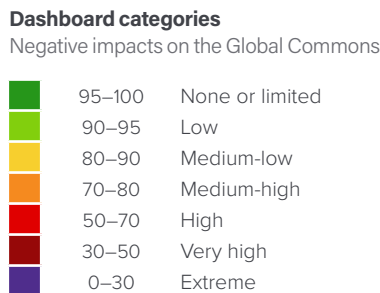 Dashboard categories
Negative impacts on the Global Commons
95–100 None or limited
90–95 Low
80–90 Medium-low
70–80 Medium-high
50–70 High
30–50 Very high
0–30 Extreme